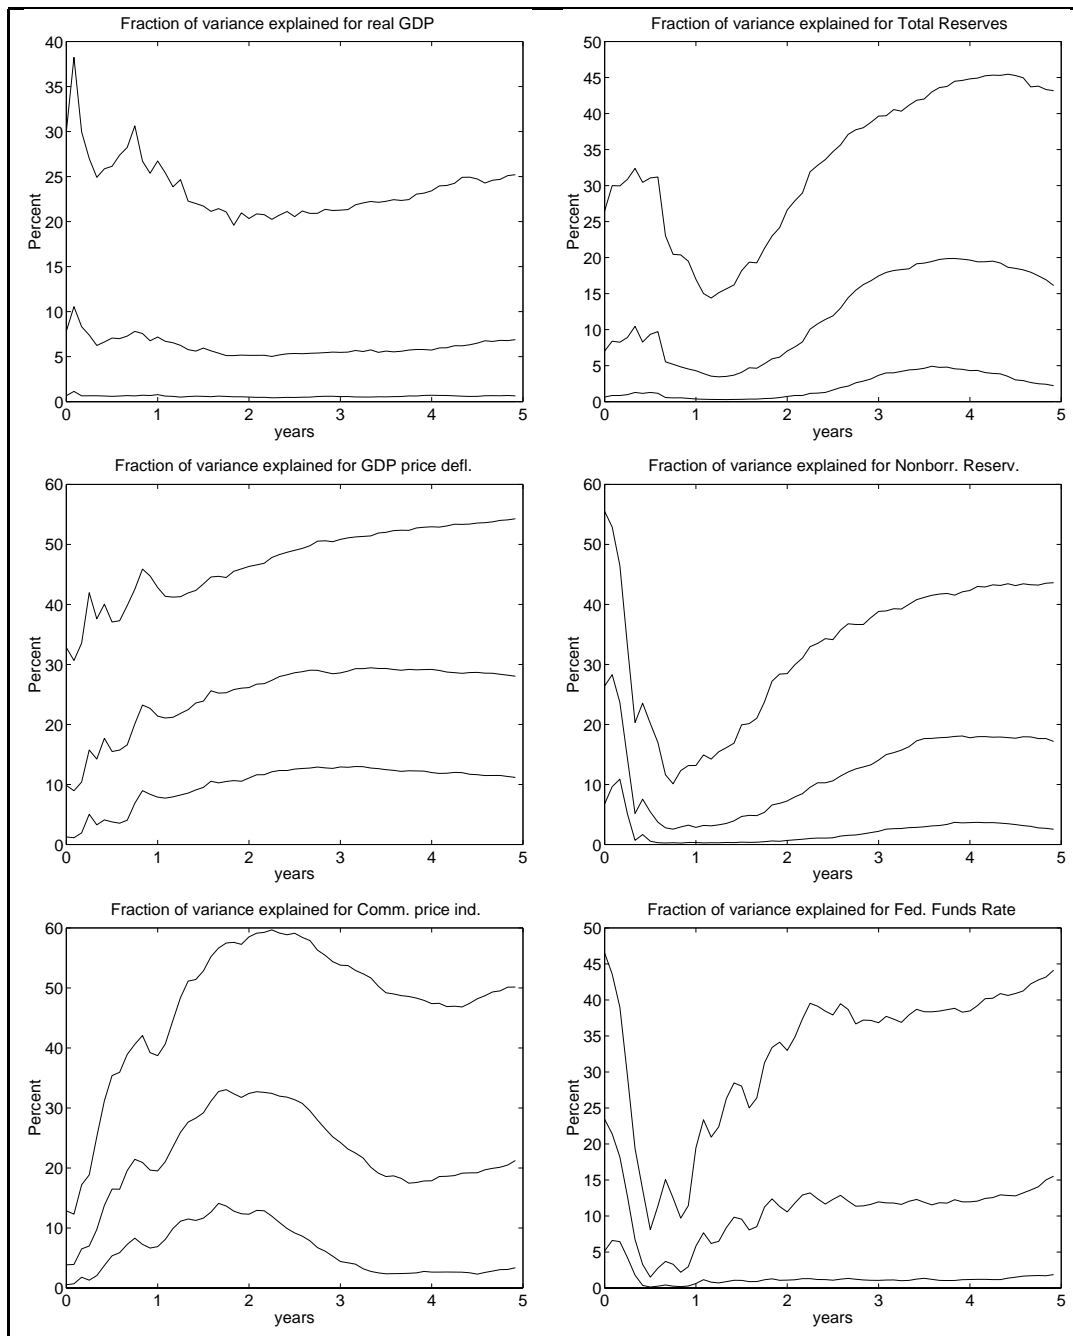 Fraction of variance explained for real GDP
Percent
40
35
30
25
20
15
10
5
0
0 1 2 3 4 5
years
Fraction of variance explained for Total Reserves
Percent
50
45
40
35
30
25
20
15
10
5
0
0 1 2 3 4 5
years
Fraction of variance explained for GDP price defl.
Percent
60
50
40
30
20
10
0
0 1 2 3 4 5
years
Fraction of variance explained for Nonborr. Reserv.
Percent
60
50
40
30
20
10
0
0 1 2 3 4 5
years
Fraction of variance explained for Comm. price ind.
Percent
60
50
40
30
20
10
0
0 1 2 3 4 5
years
Fraction of variance explained for Fed. Funds Rate
Percent
50
45
40
35
30
25
20
15
10
5
0
0 1 2 3 4 5
years